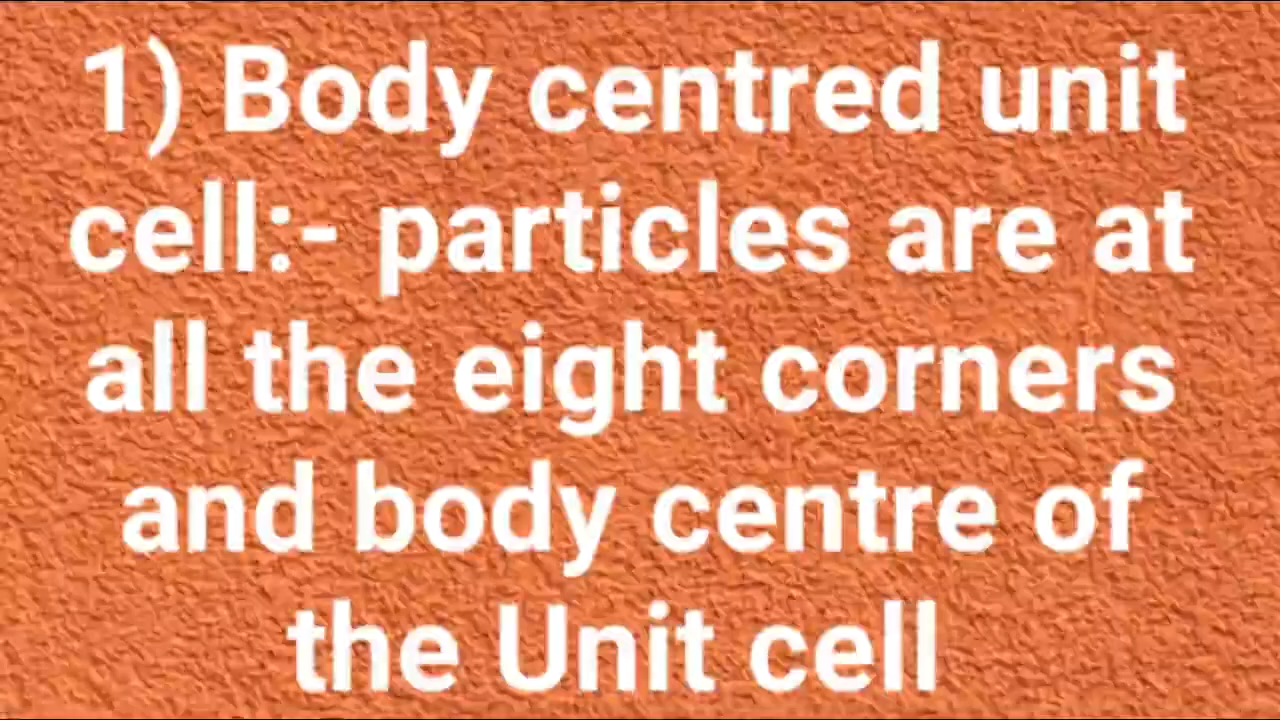 1) Body centred unit
cell:- particles are at
all the eight corners
and body centre of
the Unit cell